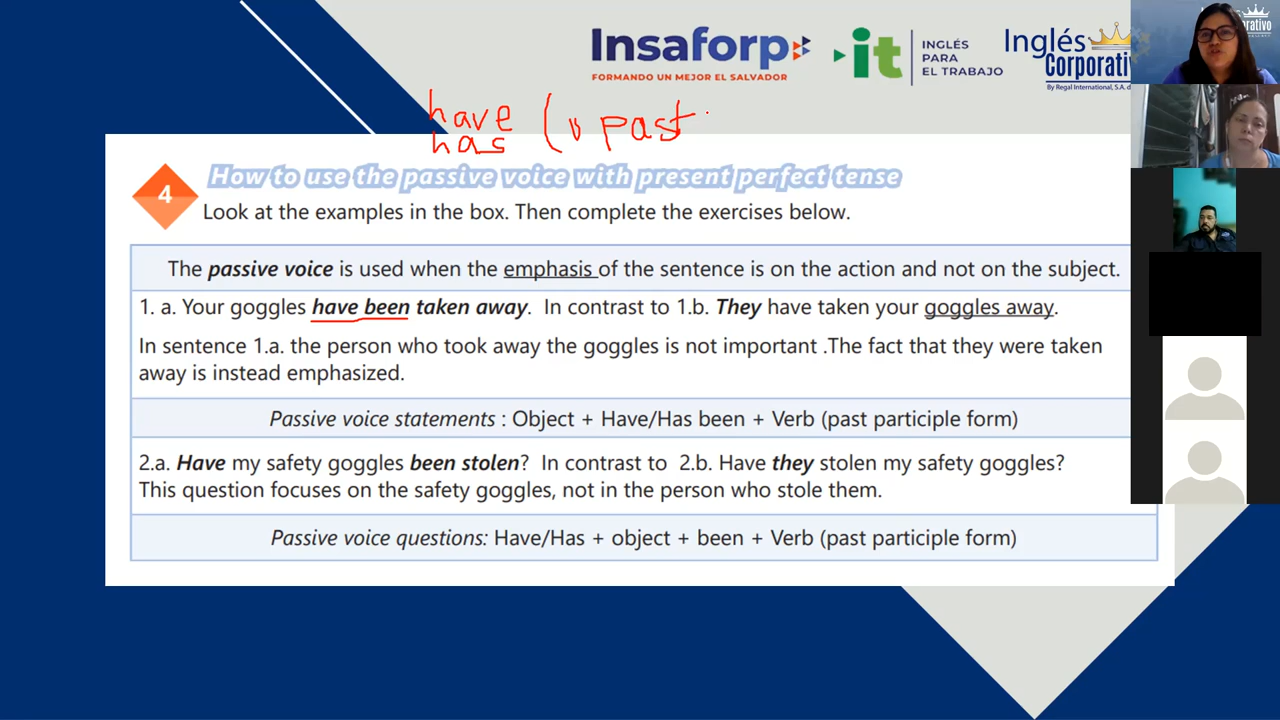 Insaforp
FORMANDO UN MEJOR EL SALVADOR
it
INGLÉS
PARA
EL TRABAJO
Inglés
Corporativo
By Regal International, S.A. d
have (v past
has
4
How to use the passive voice with present perfect tense
Look at the examples in the box. Then complete the exercises below.
The passive voice is used when the emphasis of the sentence is on the action and not on the subject.
1. a. Your goggles have been taken away. In contrast to 1.b. They have taken your goggles away.
In sentence 1.a. the person who took away the goggles is not important .The fact that they were taken
away is instead emphasized.
Passive voice statements : Object + Have/Has been + Verb (past participle form)
2.a. Have my safety goggles been stolen? In contrast to 2.b. Have they stolen my safety goggles?
This question focuses on the safety goggles, not in the person who stole them.
Passive voice questions: Have/Has + object + been + Verb (past participle form)